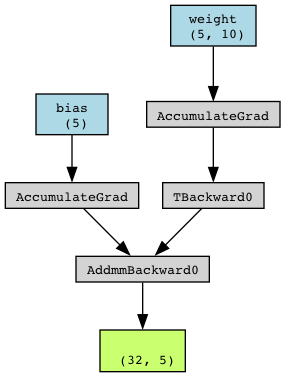 weight
(5, 10)
bias
(5)
AccumulateGrad
AccumulateGrad
TBackward0
AddmmBackward0
(32, 5)